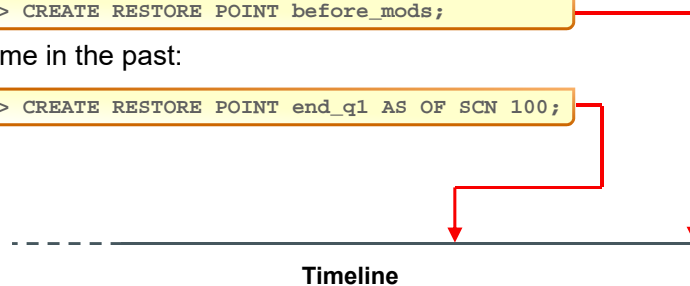 > CREATE RESTORE POINT before_mods;
me in the past:
> CREATE RESTORE POINT end_q1 AS OF SCN 100;
Timeline